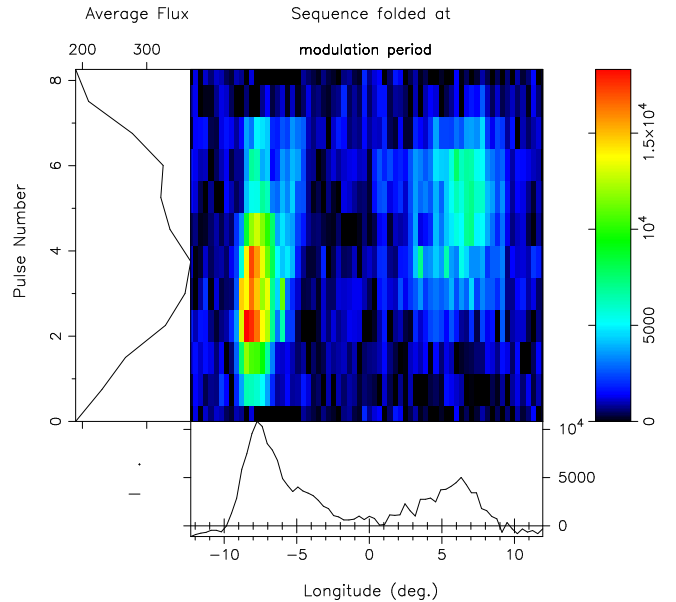 Average Flux
Sequence folded at
200 300
modulation period
8
6
4
2
0
Pulse Number
1.5×10⁴
10⁴
5000
0
10⁴
5000
0
−10 −5 0 5 10
Longitude (deg.)